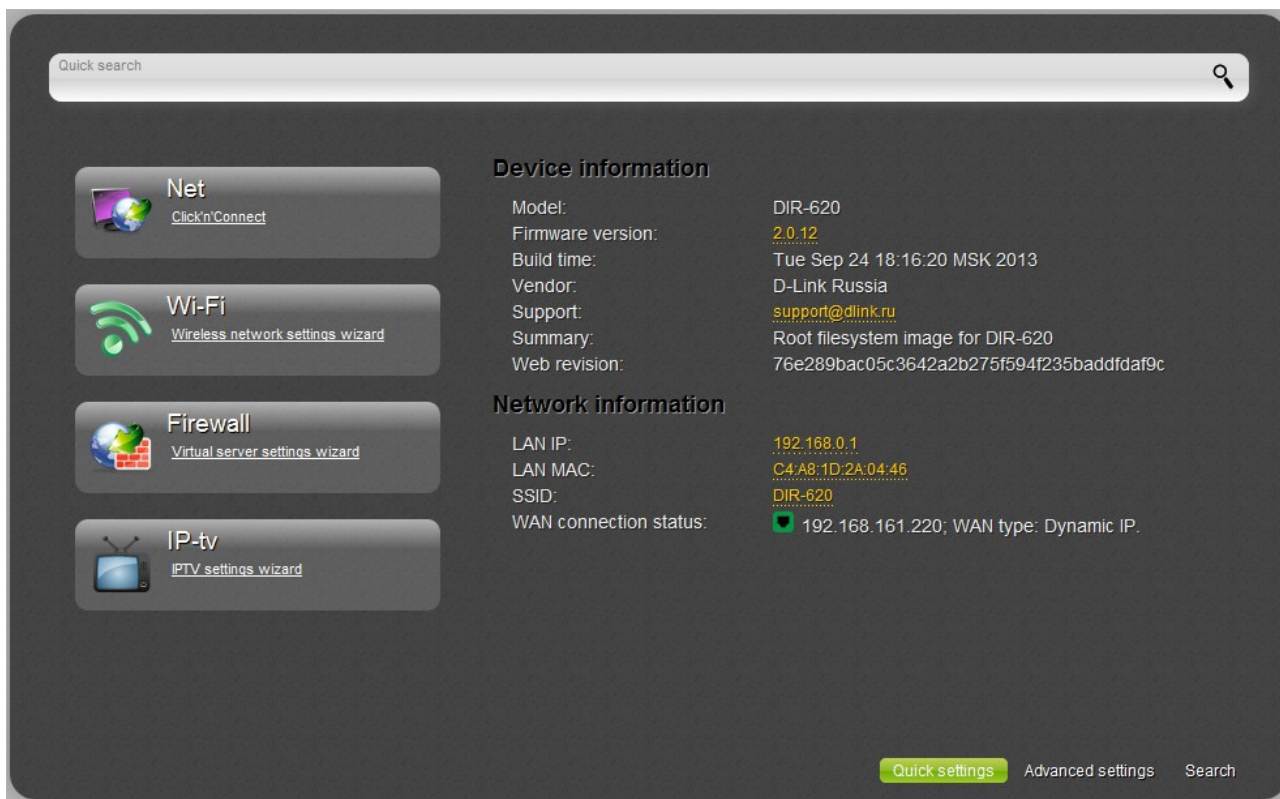 Quick search
Net
Click'n'Connect
Wi-Fi
Wireless network settings wizard
Firewall
Virtual server settings wizard
IP-tv
IPTV settings wizard
Device information
Model: DIR-620
Firmware version: 2.0.12
Build time: Tue Sep 24 18:16:20 MSK 2013
Vendor: D-Link Russia
Support: support@dlink.ru
Summary: Root filesystem image for DIR-620
Web revision: 76e289bac05c3642a2b275f594f235baddfdaf9c
Network information
LAN IP: 192.168.0.1
LAN MAC: C4:A8:1D:2A:04:46
SSID: DIR-620
WAN connection status: 192.168.161.220; WAN type: Dynamic IP.
Quick settings Advanced settings Search